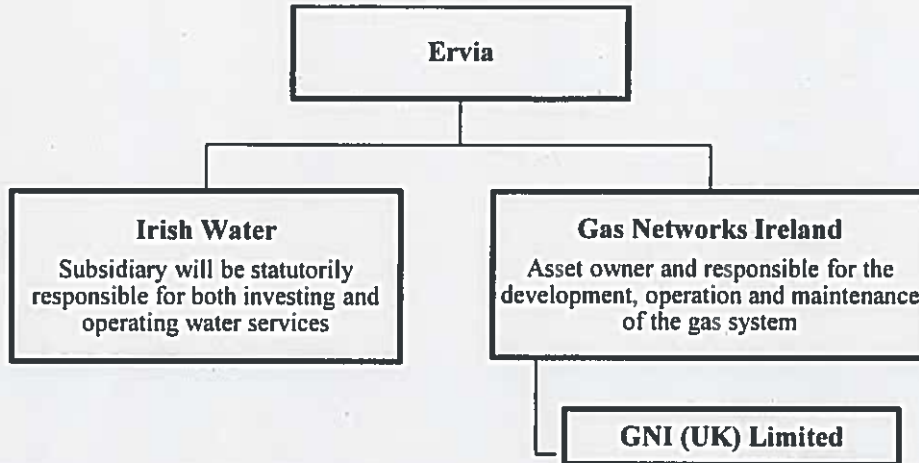 Ervia
Irish Water
Subsidiary will be statutorily
responsible for both investing and
operating water services
Gas Networks Ireland
Asset owner and responsible for the
development, operation and maintenance
of the gas system
GNI (UK) Limited